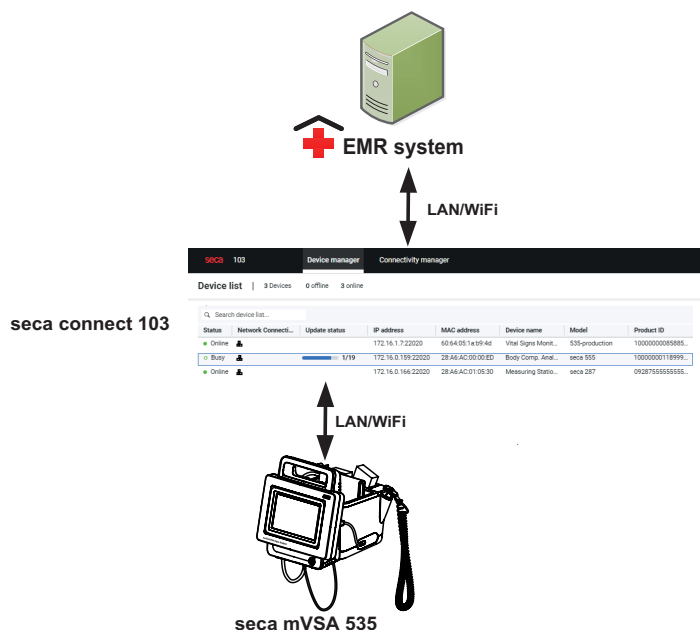 EMR system
LAN/WiFi
seca 103 Device manager Connectivity manager
Device list | 3 Devices 0 offline 3 online
Search device list...
seca connect 103
Status Network Connecti... Update status IP address MAC address Device name Model Product ID
Online 172.16.1.7:22020 60:64:05:1a:b9:4d Vital Signs Monit... 535-production 10000000085885...
Busy 1/19 172.16.0.159:22020 28:A6:AC:00:00:ED Body Comp. Anal... seca 555 10000000118999...
Online 172.16.0.166:22020 28:A6:AC:01:05:30 Measuring Statio... seca 287 09287555555555...
LAN/WiFi
seca mVSA 535